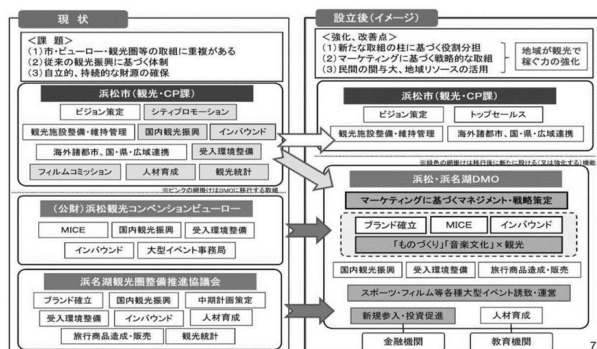 現 状
＜課 題＞
(1)市・ビューロー・観光圏等の取組に重複がある
(2)従来の観光振興に基づく体制
(3)自立的、持続的な財源の確保
浜松市(観光・CP課)
ビジョン策定 シティプロモーション
観光施設整備・維持管理 国内観光振興 インバウンド
海外諸都市、国・県・広域連携 受入環境整備
フィルムコミッション 人材育成 観光統計
※ピンクの網掛けはDMOに移行する取組
(公財)浜松観光コンベンションビューロー
MICE 国内観光振興 受入環境整備
インバウンド 大型イベント事務局
浜名湖観光圏整備推進協議会
ブランド確立 国内観光振興 中期計画策定
受入環境整備 インバウンド 人材育成
旅行商品造成・販売 観光統計
設立後(イメージ)
＜強化、改善点＞
(1)新たな取組の柱に基づく役割分担
(2)マーケティングに基づく戦略的な取組
(3)民間の関与大、地域リソースの活用
地域が観光で
稼ぐ力の強化
浜松市(観光・CP課)
ビジョン策定 トップセールス
観光施設整備・維持管理 海外諸都市、国・県・広域連携
※緑色の網掛けは移行後に新たに設ける(又は強化する)機能
浜松・浜名湖DMO
マーケティングに基づくマネジメント・戦略策定
ブランド確立 MICE インバウンド
「ものづくり」「音楽文化」×観光
国内観光振興 受入環境整備 旅行商品造成・販売
スポーツ・フィルム等各種大型イベント誘致・運営
新規参入・投資促進 人材育成
金融機関 教育機関
7